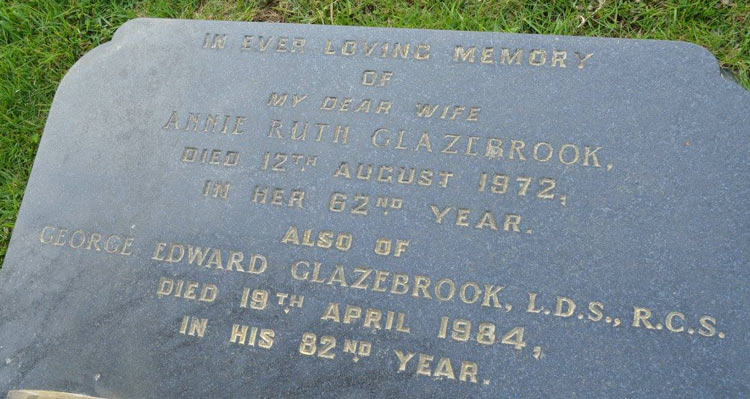 IN EVER LOVING MEMORY
OF
MY DEAR WIFE
ANNIE RUTH GLAZEBROOK,
DIED 12TH AUGUST 1972,
IN HER 62ND YEAR.
ALSO OF
GEORGE EDWARD GLAZEBROOK, L.D.S., R.C.S.
DIED 19TH APRIL 1984,
IN HIS 82ND YEAR.